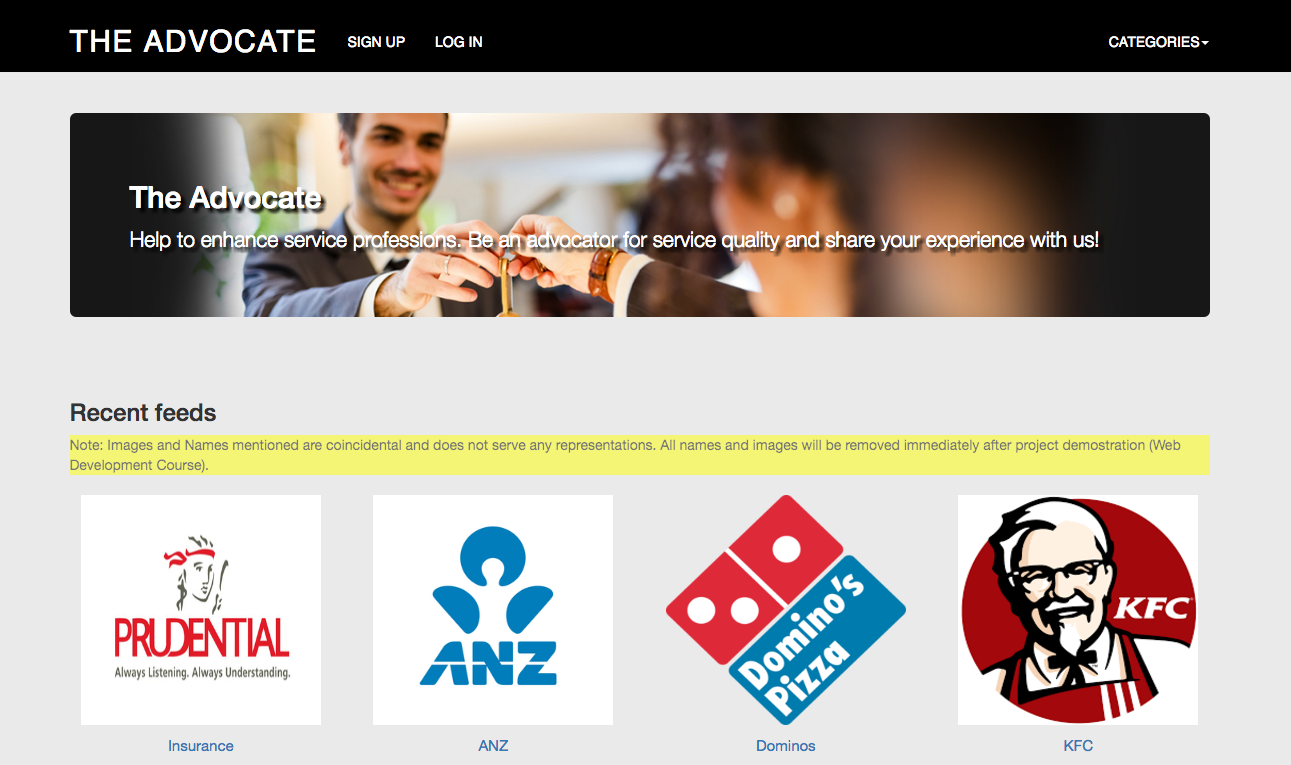 THE ADVOCATE SIGN UP LOG IN CATEGORIES
The Advocate
Help to enhance service professions. Be an advocator for service quality and share your experience with us!
Recent feeds
Note: Images and Names mentioned are coincidental and does not serve any representations. All names and images will be removed immediately after project demostration (Web
Development Course).
PRUDENTIAL
Always Listening. Always Understanding.
ANZ
Domino's
Pizza
KFC
Insurance ANZ Dominos KFC